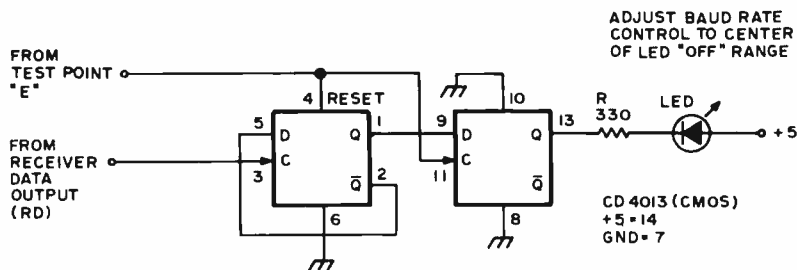 ADJUST BAUD RATE
CONTROL TO CENTER
OF LED "OFF" RANGE
FROM
TEST POINT
"E"
4 RESET
10
R
330
LED
5 D Q 1
9 D Q 13
+5
FROM
RECEIVER
DATA
OUTPUT
(RD)
C
3
Q 2
C
11
Q
6
8
CD4013 (CMOS)
+5=14
GND=7